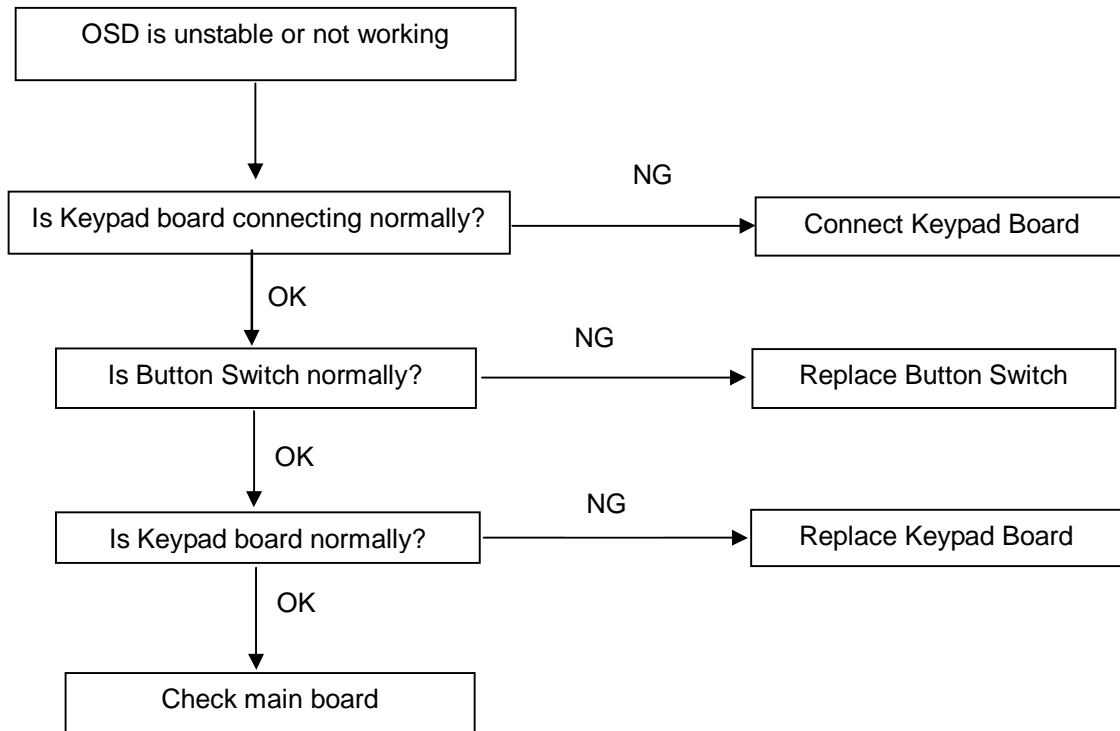 OSD is unstable or not working
NG
Is Keypad board connecting normally?
Connect Keypad Board
OK
NG
Is Button Switch normally?
Replace Button Switch
OK
NG
Is Keypad board normally?
Replace Keypad Board
OK
Check main board